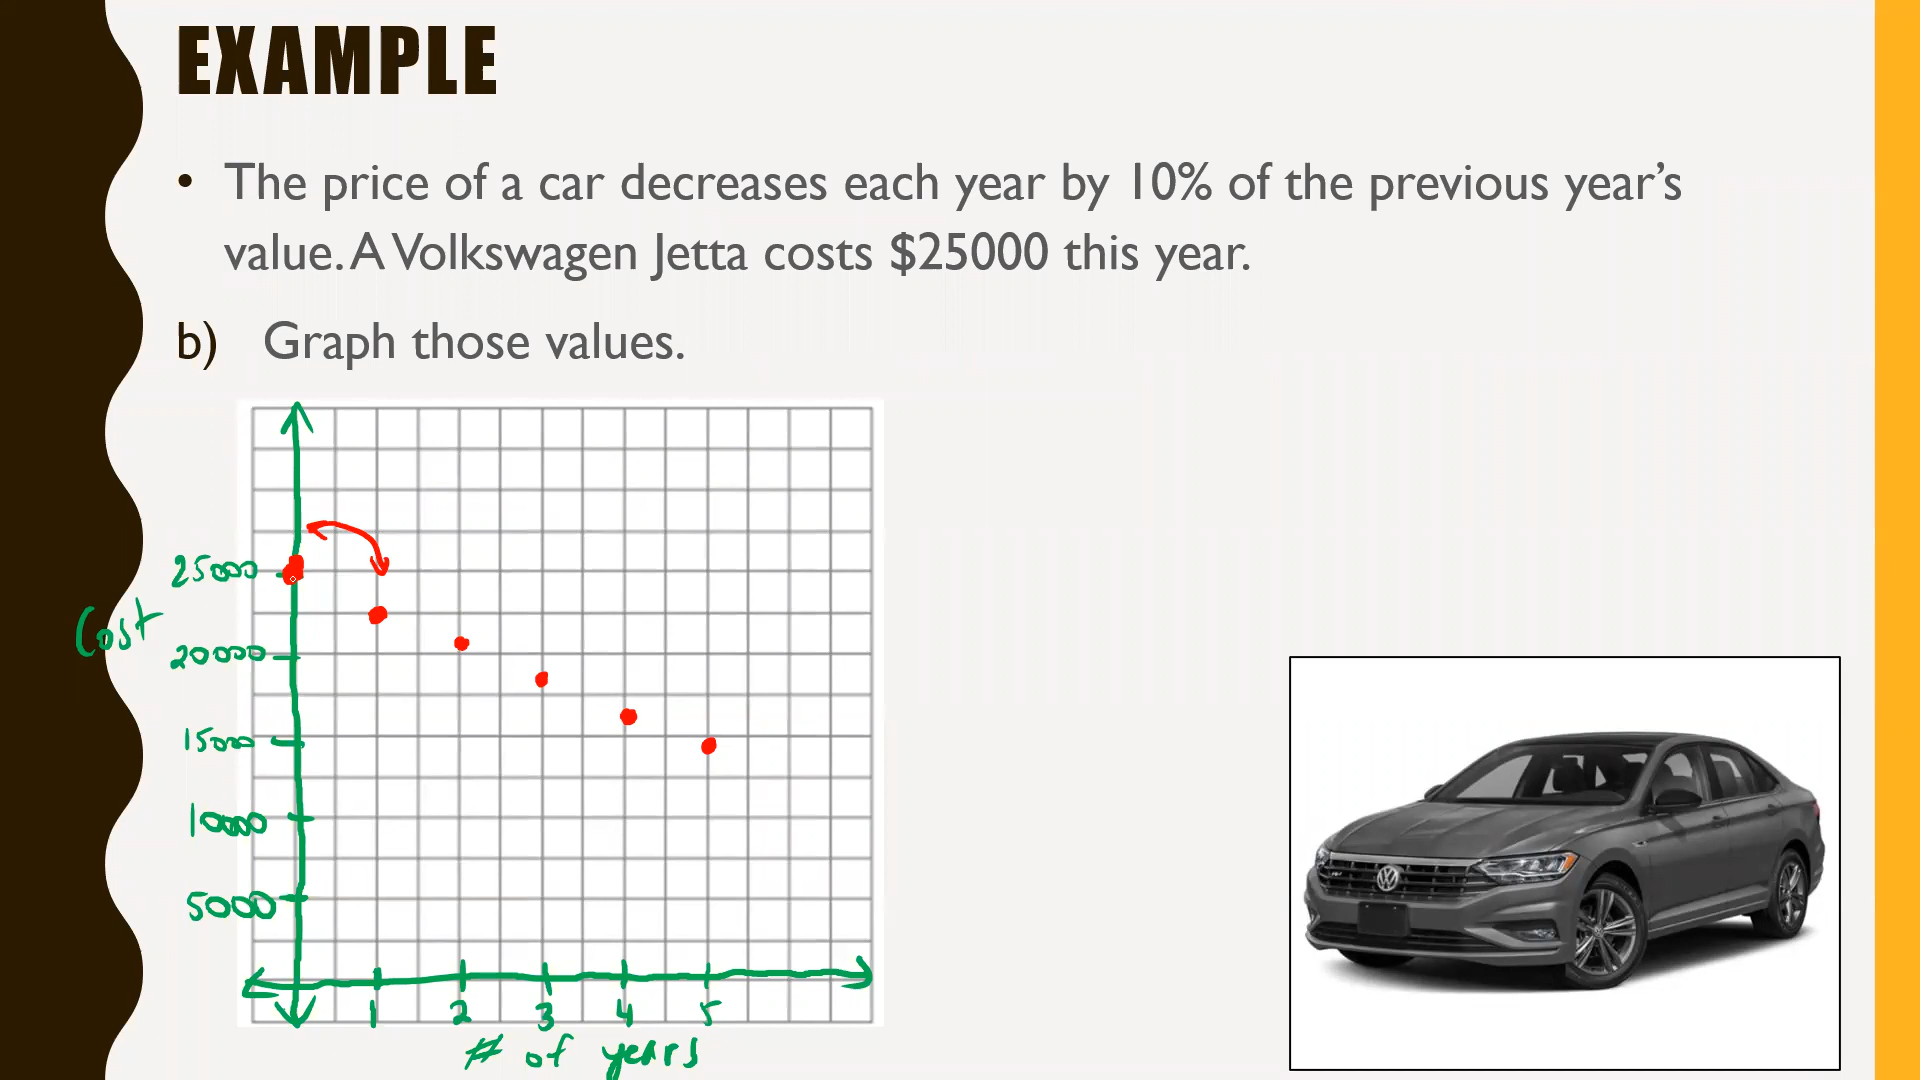 EXAMPLE
• The price of a car decreases each year by 10% of the previous year’s
value. A Volkswagen Jetta costs $25000 this year.
b) Graph those values.
25000
Cost
20000
15000
10000
5000
1 2 3 4 5
# of years